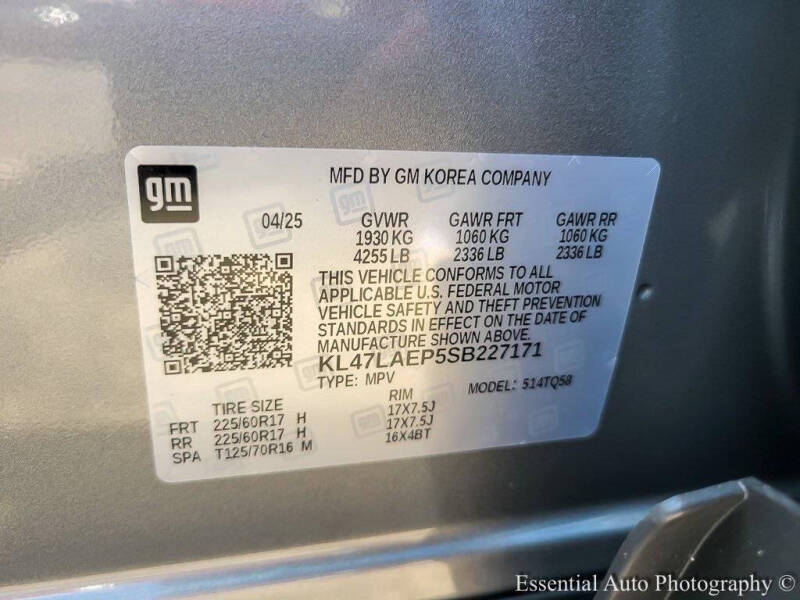 gm
MFD BY GM KOREA COMPANY
04/25 GVWR GAWR FRT GAWR RR
1930 KG 1060 KG 1060 KG
4255 LB 2336 LB 2336 LB
THIS VEHICLE CONFORMS TO ALL
APPLICABLE U.S. FEDERAL MOTOR
VEHICLE SAFETY AND THEFT PREVENTION
STANDARDS IN EFFECT ON THE DATE OF
MANUFACTURE SHOWN ABOVE.
KL47LAEP5SB227171
TYPE: MPV MODEL: 514TQ58
TIRE SIZE RIM
FRT 225/60R17 H 17X7.5J
RR 225/60R17 H 17X7.5J
SPA T125/70R16 M 16X4BT
Essential Auto Photography ©